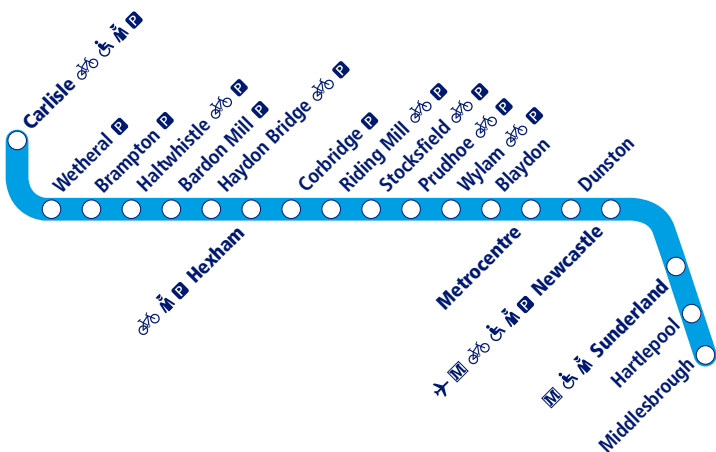 Carlisle P
Wetheral P
Brampton P
Haltwhistle P
Bardon Mill P
Haydon Bridge P
P Hexham
Corbridge P
Riding Mill P
Stocksfield P
Prudhoe P
Wylam P
Blaydon
Metrocentre
Dunston
M P Newcastle
M Sunderland
Hartlepool
Middlesbrough